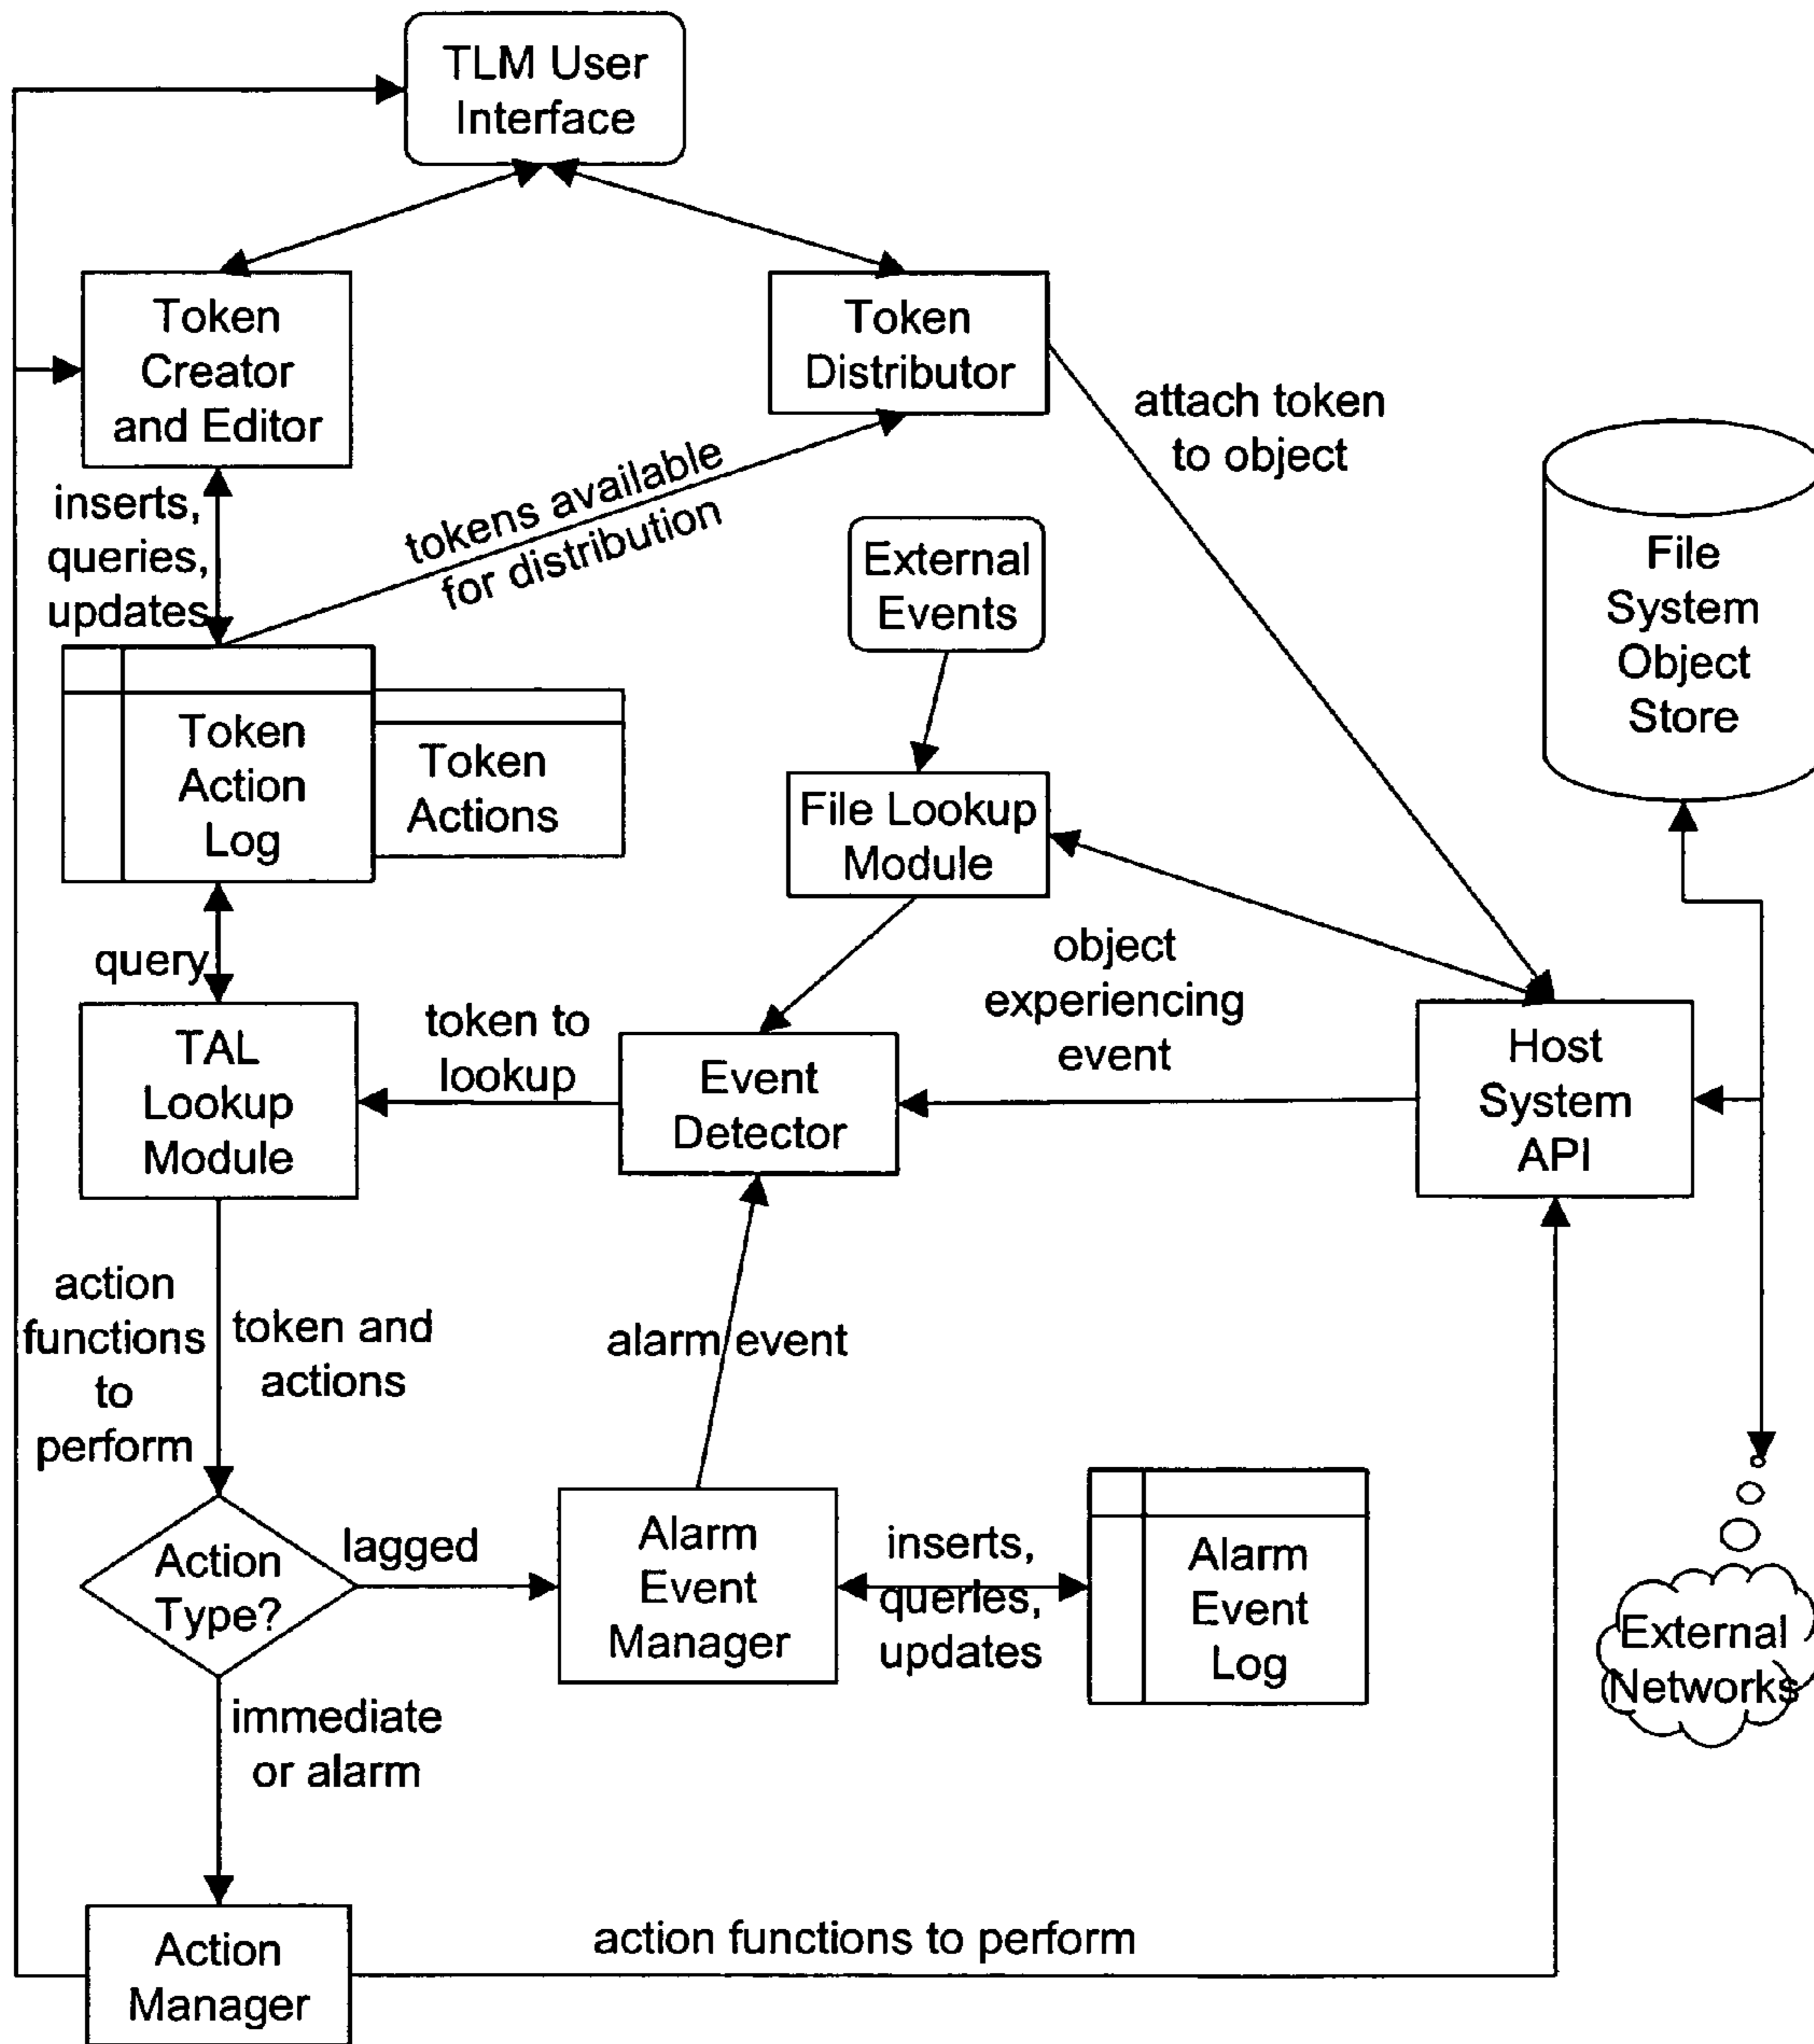 TLM User
Interface
Token
Creator
and Editor
Token
Distributor
attach token
to object
inserts,
queries,
updates
tokens available
for distribution
External
Events
File
System
Object
Store
Token
Action
Log
Token
Actions
File Lookup
Module
query
object
experiencing
event
TAL
Lookup
Module
token to
lookup
Event
Detector
Host
System
API
action
functions to
to
perform
token and
actions
alarm event
Action
Type?
lagged
Alarm
Event
Manager
inserts,
queries,
updates
Alarm
Event
Log
External
Networks
immediate
or alarm
Action
Manager
action functions to perform